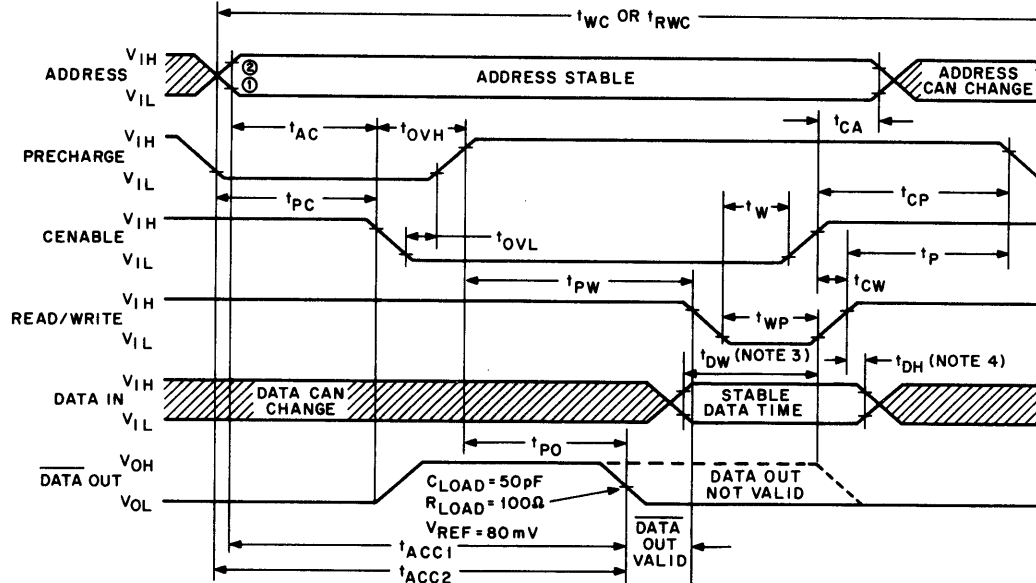 tWC OR tRWC
ADDRESS
VIH
VIL
②
①
ADDRESS STABLE
ADDRESS
CAN CHANGE
tAC
tOVH
tCA
PRECHARGE
VIH
VIL
tPC
tW
tCP
CENABLE
VIH
VIL
tOVL
tP
tPW
tCW
READ/WRITE
VIH
VIL
tWP
tDW (NOTE 3)
tDH (NOTE 4)
DATA IN
VIH
VIL
DATA CAN
CHANGE
STABLE
DATA TIME
tPO
DATA OUT
VOH
VOL
CLOAD = 50pF
RLOAD = 100Ω
VREF = 80mV
DATA OUT
NOT VALID
DATA
OUT
VALID
tACC1
tACC2